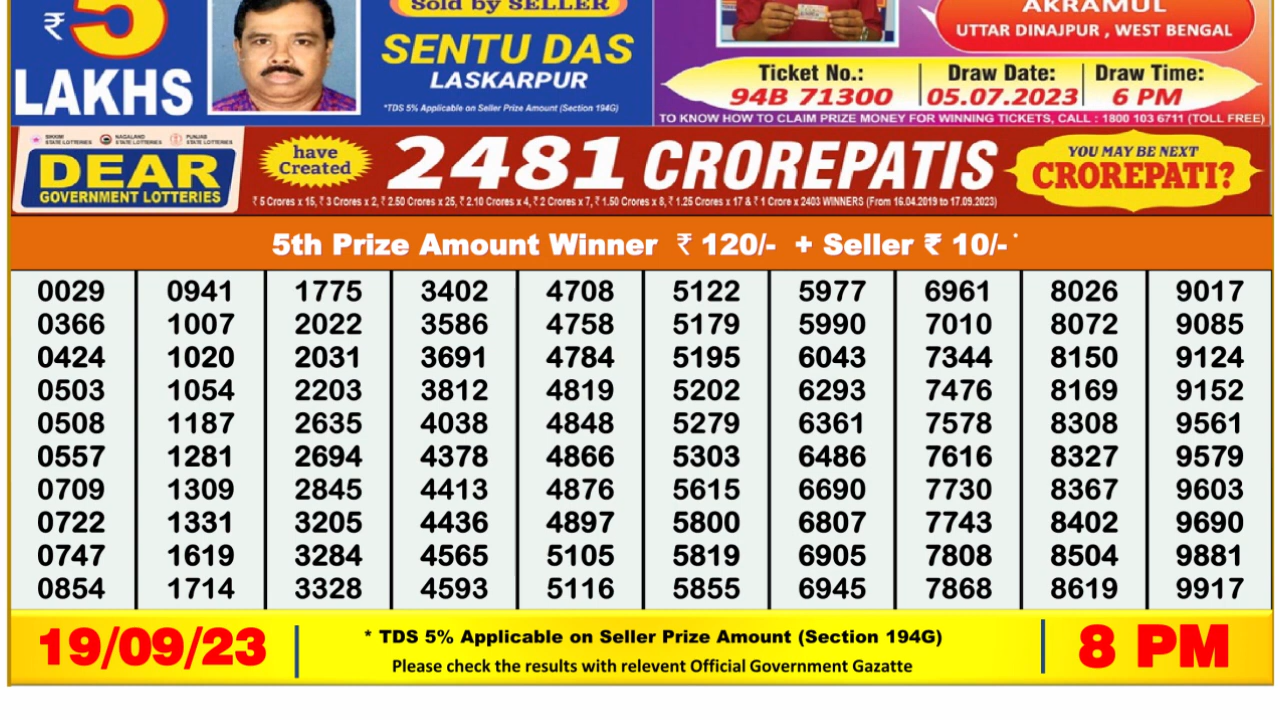 ₹ 5
LAKHS
Sold by SELLER
SENTU DAS
LASKARPUR
*TDS 5% Applicable on Seller Prize Amount (Section 194G)
AKRAMUL
UTTAR DINAJPUR , WEST BENGAL
Ticket No.: Draw Date: Draw Time:
94B 71300 05.07.2023 6 PM
TO KNOW HOW TO CLAIM PRIZE MONEY FOR WINNING TICKETS, CALL : 1800 103 6711 (TOLL FREE)
SIKKIM STATE LOTTERIES NAGALAND STATE LOTTERIES PUNJAB STATE LOTTERIES
DEAR
GOVERNMENT LOTTERIES
have
Created
2481 CROREPATIS
₹ 5 Crores x 15, ₹ 3 Crores x 2, ₹ 2.50 Crores x 25, ₹ 2.10 Crores x 4, ₹ 2 Crores x 7, ₹ 1.50 Crores x 8, ₹ 1.25 Crores x 17 & ₹ 1 Crore x 2403 WINNERS (From 16.04.2019 to 17.09.2023)
YOU MAY BE NEXT
CROREPATI?
5th Prize Amount Winner ₹ 120/- + Seller ₹ 10/- *
0029 0941 1775 3402 4708 5122 5977 6961 8026 9017
0366 1007 2022 3586 4758 5179 5990 7010 8072 9085
0424 1020 2031 3691 4784 5195 6043 7344 8150 9124
0503 1054 2203 3812 4819 5202 6293 7476 8169 9152
0508 1187 2635 4038 4848 5279 6361 7578 8308 9561
0557 1281 2694 4378 4866 5303 6486 7616 8327 9579
0709 1309 2845 4413 4876 5615 6690 7730 8367 9603
0722 1331 3205 4436 4897 5800 6807 7743 8402 9690
0747 1619 3284 4565 5105 5819 6905 7808 8504 9881
0854 1714 3328 4593 5116 5855 6945 7868 8619 9917
19/09/23
* TDS 5% Applicable on Seller Prize Amount (Section 194G)
Please check the results with relevent Official Government Gazatte
8 PM